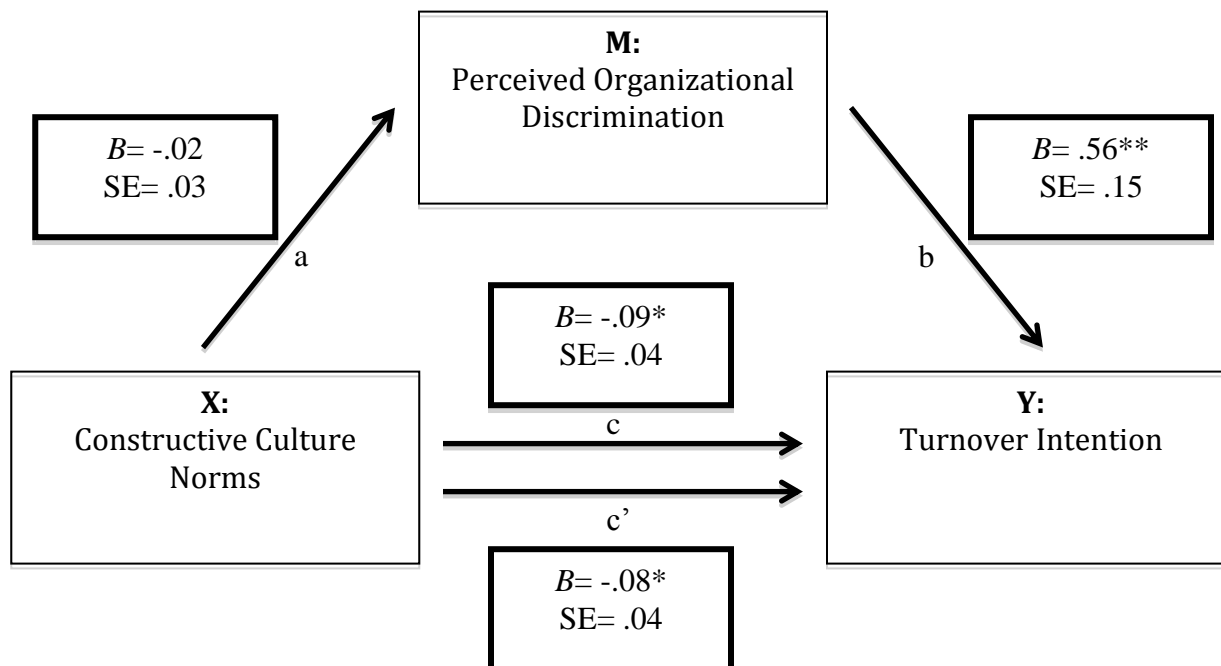 M:
Perceived Organizational
Discrimination
B= -.02
SE= .03
B= .56**
SE= .15
a
b
B= -.09*
SE= .04
X:
Constructive Culture
Norms
c
Y:
Turnover Intention
c’
B= -.08*
SE= .04